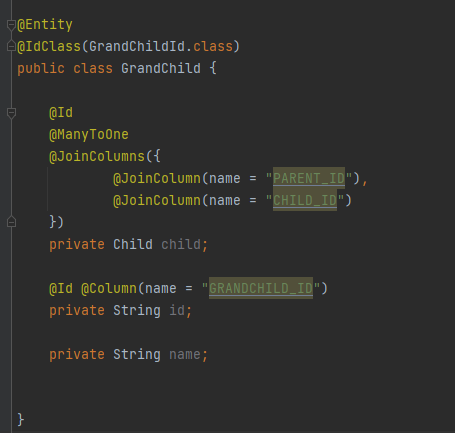 @Entity
@IdClass(GrandChildId.class)
public class GrandChild {
@Id
@ManyToOne
@JoinColumns({
@JoinColumn(name = "PARENT_ID"),
@JoinColumn(name = "CHILD_ID")
})
private Child child;
@Id @Column(name = "GRANDCHILD_ID")
private String id;
private String name;
}